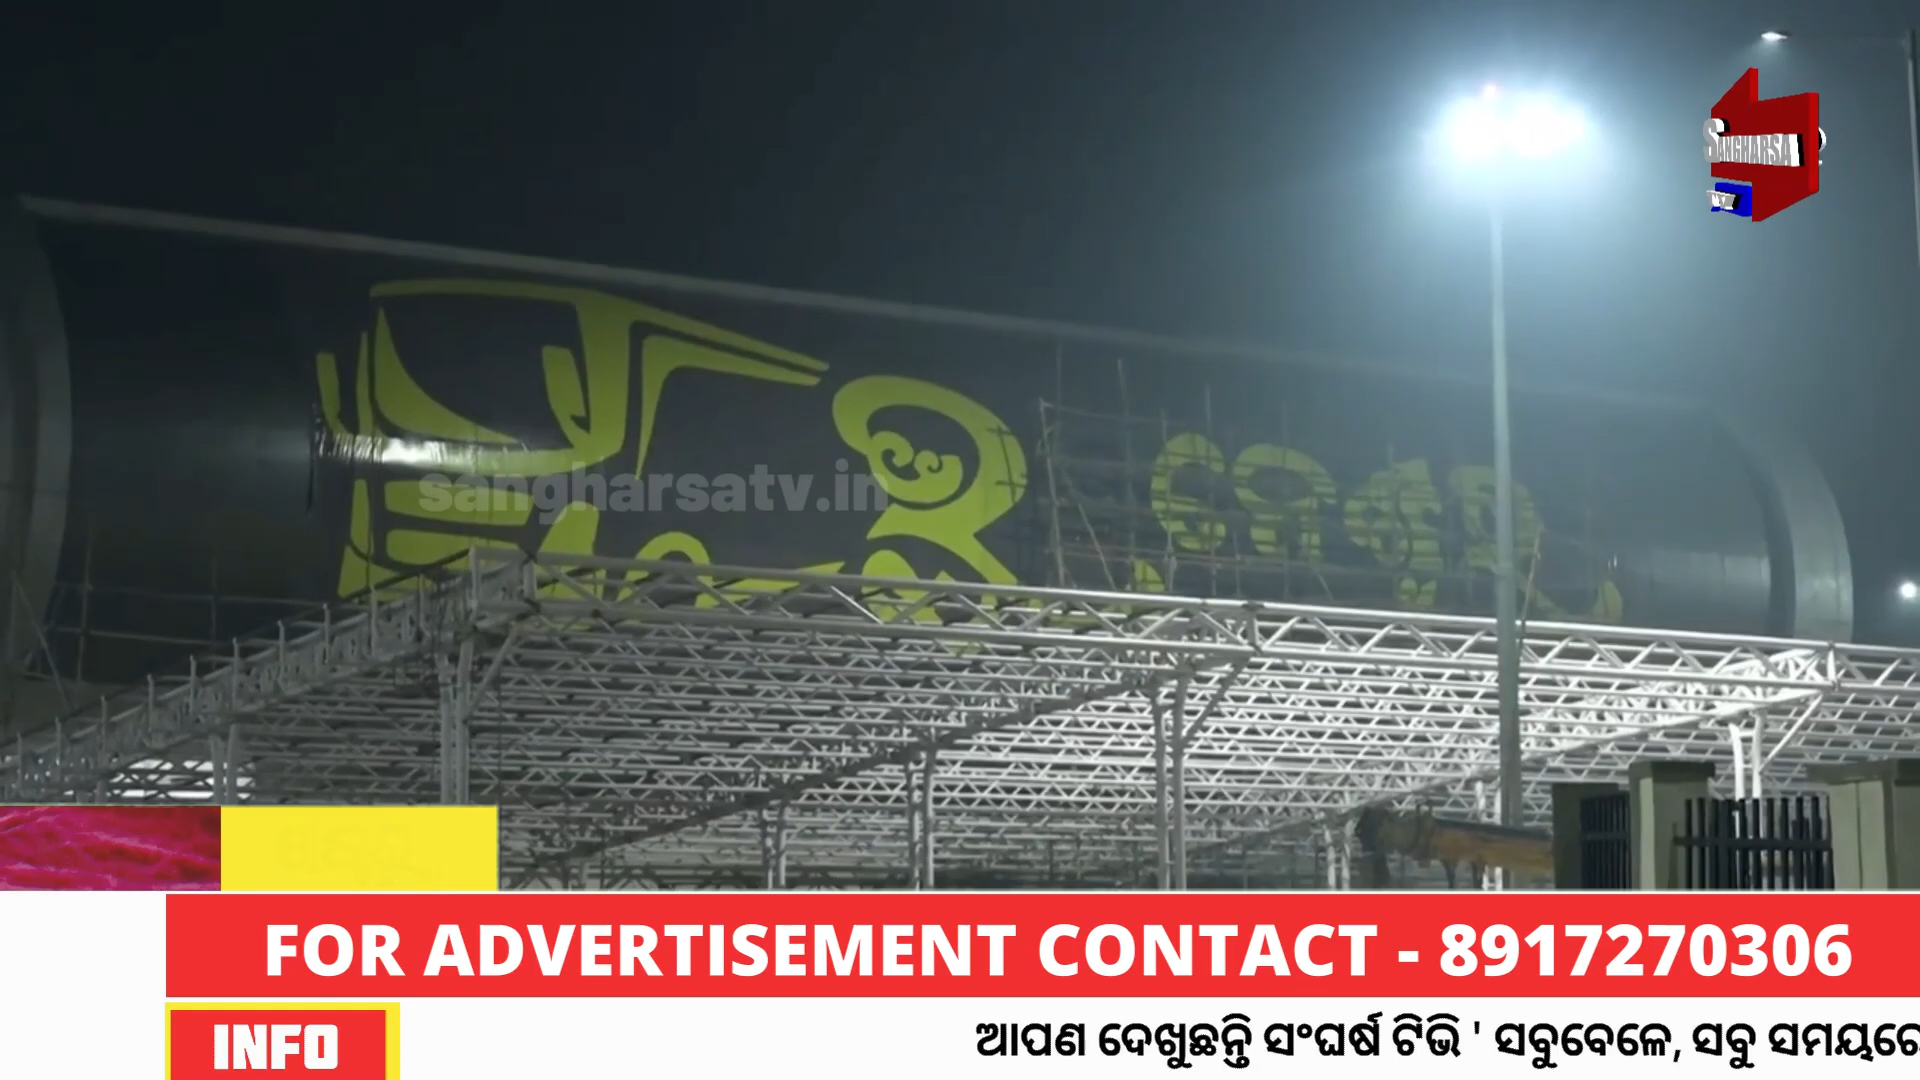 SANGHARSA
TV
sangharsatv.in
FOR ADVERTISEMENT CONTACT - 8917270306
INFO
ଆପଣ ଦେଖୁଛନ୍ତି ସଂଘର୍ଷ ଟିଭି ' ସବୁବେଳେ, ସବୁ ସମୟରେ